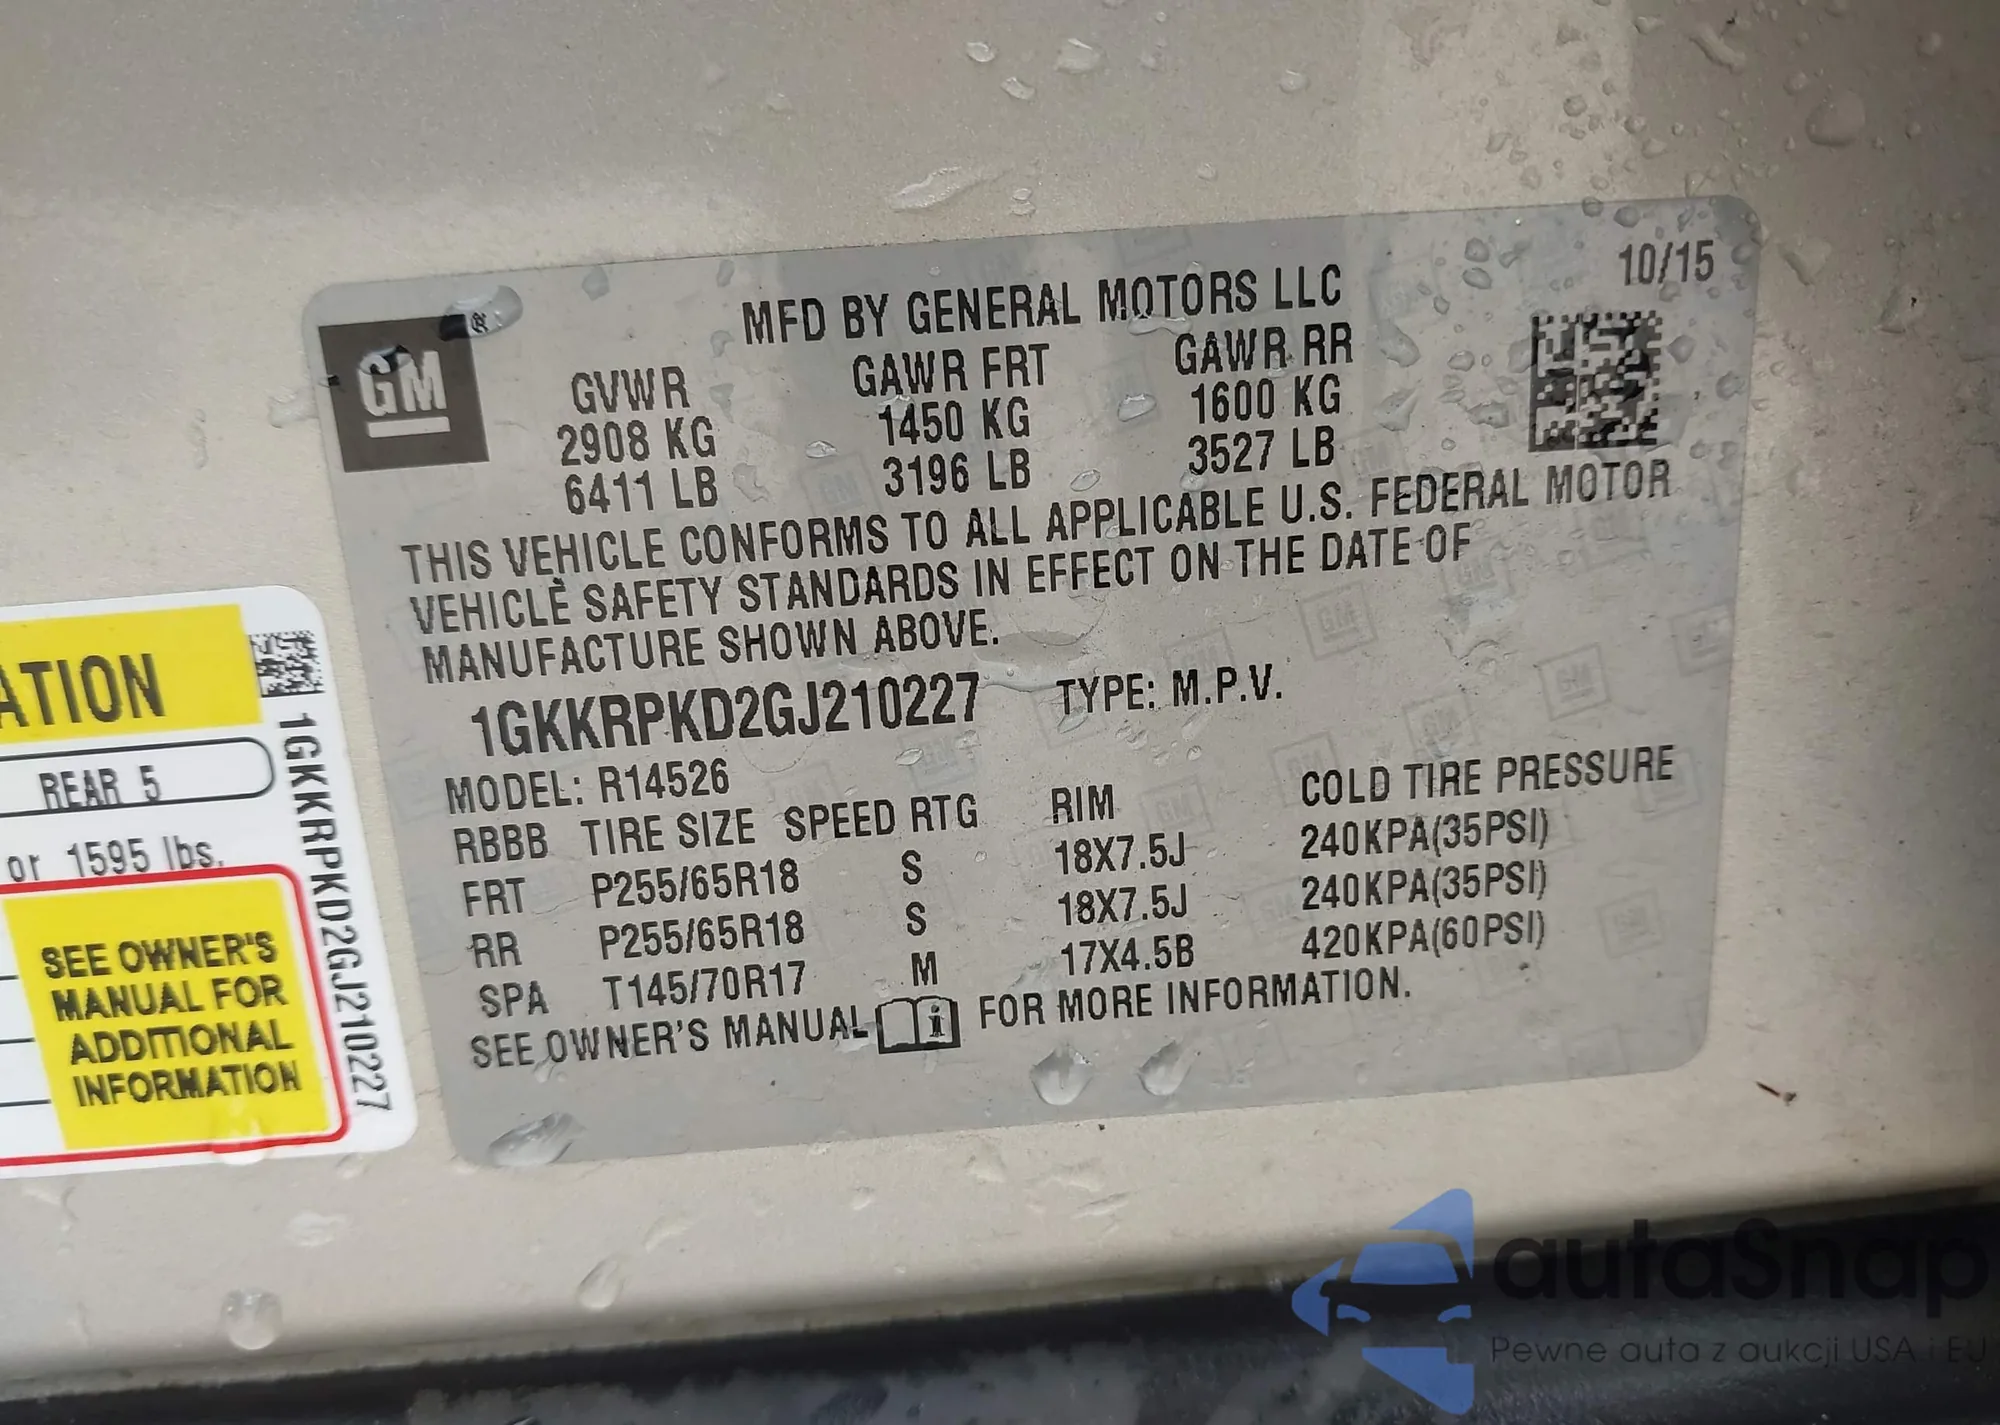 10/15
MFD BY GENERAL MOTORS LLC
GM®
GVWR GAWR FRT GAWR RR
2908 KG 1450 KG 1600 KG
6411 LB 3196 LB 3527 LB
THIS VEHICLE CONFORMS TO ALL APPLICABLE U.S. FEDERAL MOTOR
VEHICLE SAFETY STANDARDS IN EFFECT ON THE DATE OF
MANUFACTURE SHOWN ABOVE.
1GKKRPKD2GJ210227 TYPE: M.P.V.
MODEL: R14526
RBBB TIRE SIZE SPEED RTG RIM COLD TIRE PRESSURE
FRT P255/65R18 S 18X7.5J 240KPA(35PSI)
RR P255/65R18 S 18X7.5J 240KPA(35PSI)
SPA T145/70R17 M 17X4.5B 420KPA(60PSI)
SEE OWNER'S MANUAL i FOR MORE INFORMATION.
ATION
REAR 5
or 1595 lbs.
SEE OWNER'S
MANUAL FOR
ADDITIONAL
INFORMATION
1GKKRPKD2GJ210227
autaSnap
Pewne auta z aukcji USA i EU